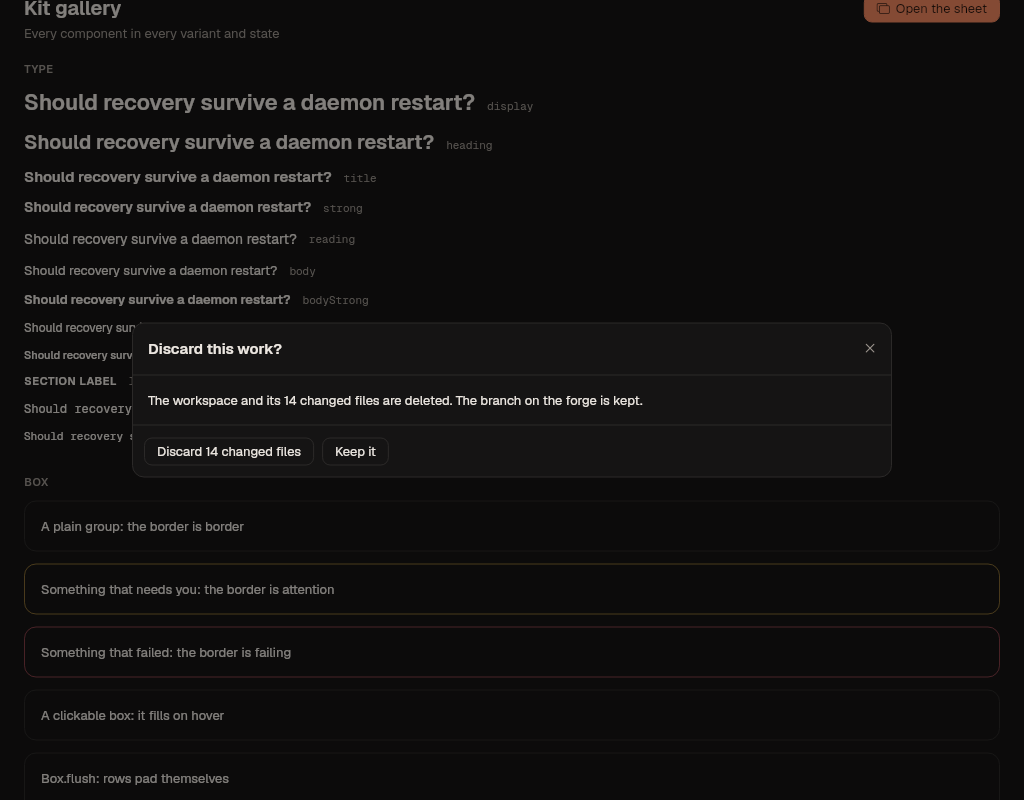 Kit gallery
Open the sheet
Every component in every variant and state
TYPE
Should recovery survive a daemon restart? display
Should recovery survive a daemon restart? heading
Should recovery survive a daemon restart? title
Should recovery survive a daemon restart? strong
Should recovery survive a daemon restart? reading
Should recovery survive a daemon restart? body
Should recovery survive a daemon restart? bodyStrong
Should recovery
Should recovery
SECTION LABEL
Should recovery
Should recovery
Discard this work?
The workspace and its 14 changed files are deleted. The branch on the forge is kept.
Discard 14 changed files
Keep it
BOX
A plain group: the border is border
Something that needs you: the border is attention
Something that failed: the border is failing
A clickable box: it fills on hover
Box.flush: rows pad themselves